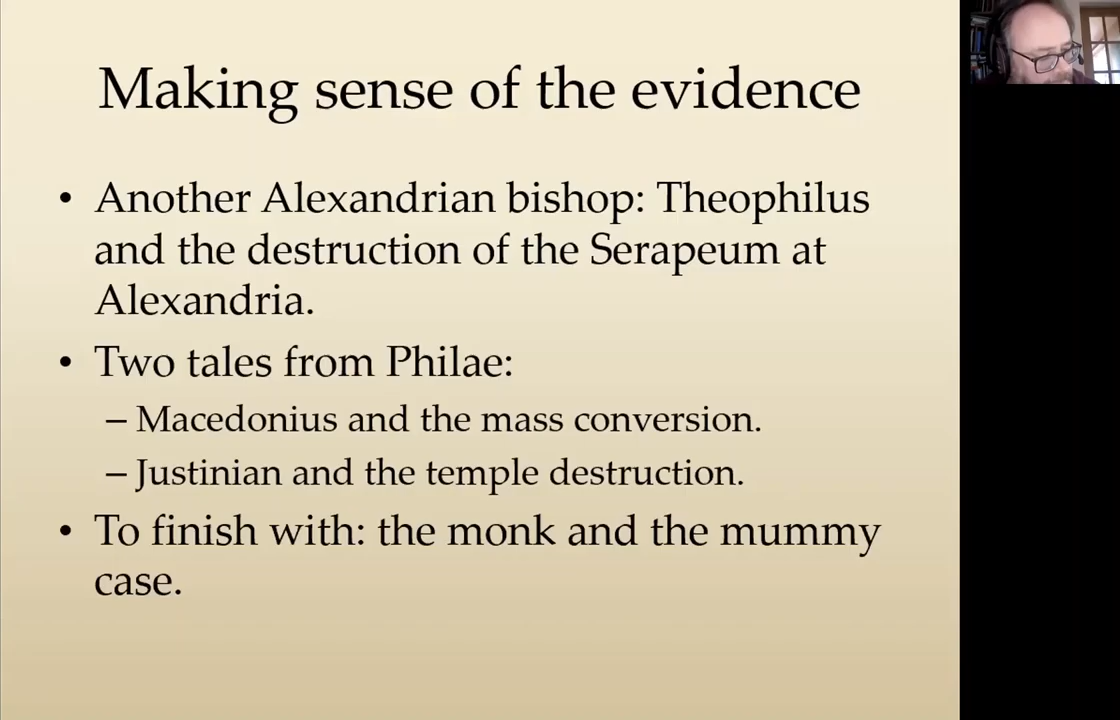 Making sense of the evidence
• Another Alexandrian bishop: Theophilus
and the destruction of the Serapeum at
Alexandria.
• Two tales from Philae:
– Macedonius and the mass conversion.
– Justinian and the temple destruction.
• To finish with: the monk and the mummy
case.